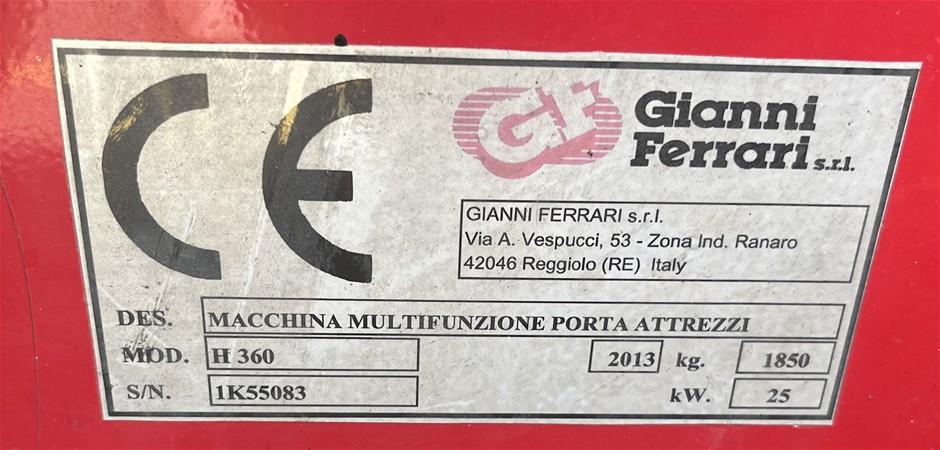 CE
GF
Gianni
Ferrari s.r.l.
GIANNI FERRARI s.r.l.
Via A. Vespucci, 53 - Zona Ind. Ranaro
42046 Reggiolo (RE) Italy
DES. MACCHINA MULTIFUNZIONE PORTA ATTREZZI
MOD. H 360 2013 kg. 1850
S/N. 1K55083 kW. 25